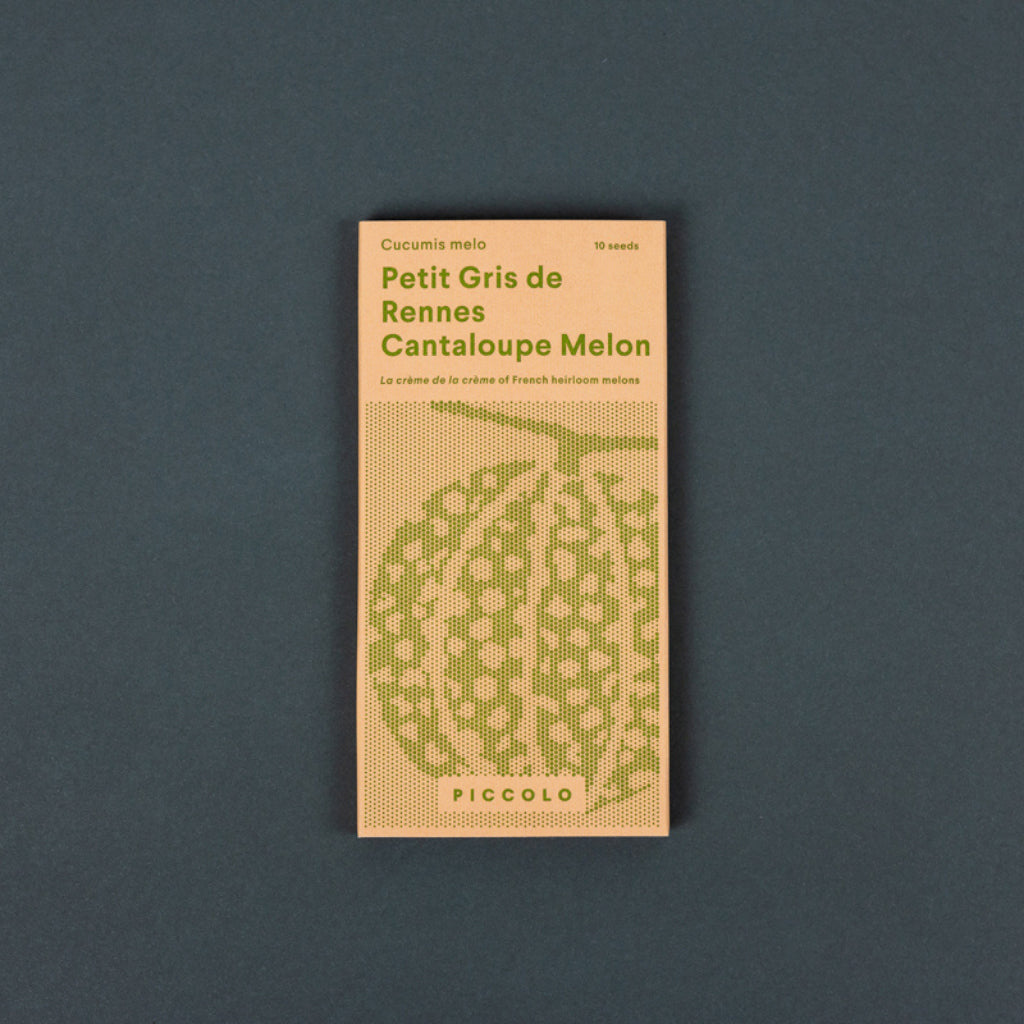 Cucumis melo
10 seeds
Petit Gris de
Rennes
Cantaloupe Melon
La crème de la crème of French heirloom melons
PICCOLO